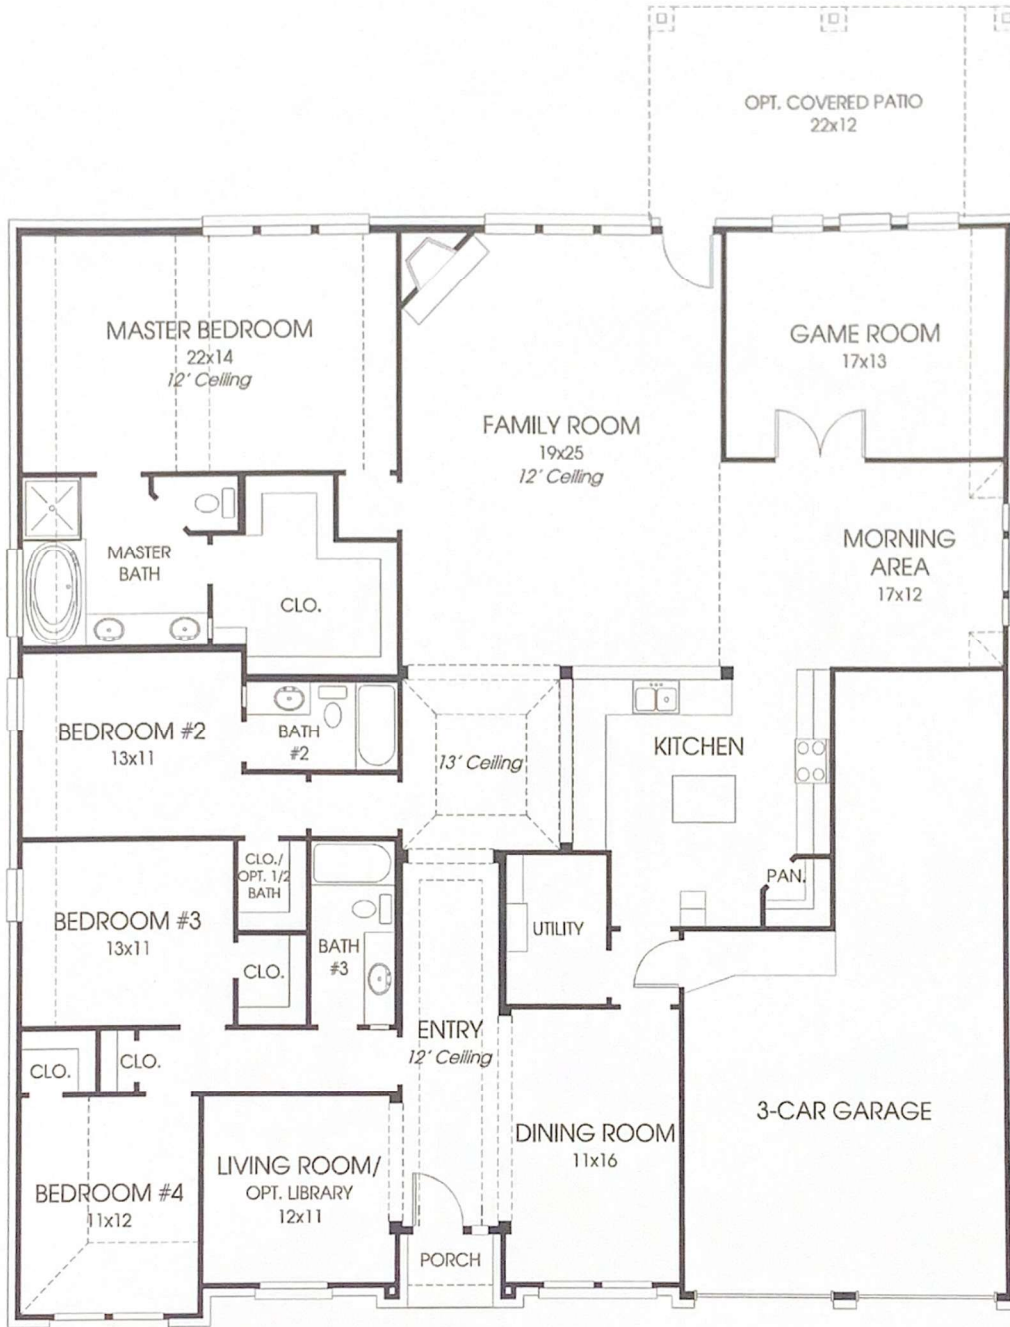 OPT. COVERED PATIO
22x12
MASTER BEDROOM
22x14
12' Ceiling
GAME ROOM
17x13
FAMILY ROOM
19x25
12' Ceiling
MORNING
AREA
17x12
MASTER
BATH
CLO.
BEDROOM #2
13x11
BATH
#2
13' Ceiling
KITCHEN
CLO./
OPT. 1/2
BATH
PAN.
BEDROOM #3
13x11
BATH
#3
UTILITY
CLO.
ENTRY
12' Ceiling
CLO.
CLO.
3-CAR GARAGE
DINING ROOM
11x16
LIVING ROOM/
OPT. LIBRARY
12x11
BEDROOM #4
11x12
PORCH